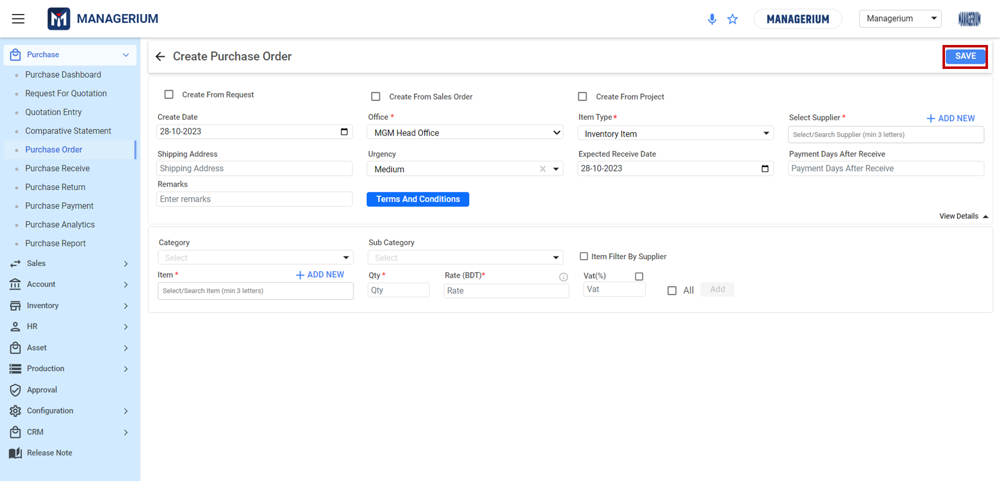 MANAGERIUM
MANAGERIUM
Managerium
MANAGERIUM
Purchase
Purchase Dashboard
Request For Quotation
Quotation Entry
Comparative Statement
Purchase Order
Purchase Receive
Purchase Return
Purchase Payment
Purchase Analytics
Purchase Report
Sales
Account
Inventory
HR
Asset
Production
Approval
Configuration
CRM
Release Note
Create Purchase Order
SAVE
Create From Request
Create From Sales Order
Create From Project
Create Date
Office *
Item Type *
Select Supplier *
+ ADD NEW
28-10-2023
MGM Head Office
Inventory Item
Select/Search Supplier (min 3 letters)
Shipping Address
Urgency
Expected Receive Date
Payment Days After Receive
Shipping Address
Medium
28-10-2023
Payment Days After Receive
Remarks
Enter remarks
Terms And Conditions
View Details
Category
Sub Category
Select
Select
Item Filter By Supplier
Item *
+ ADD NEW
Qty *
Rate (BDT)*
Vat(%)
Select/Search Item (min 3 letters)
Qty
Rate
Vat
All
Add